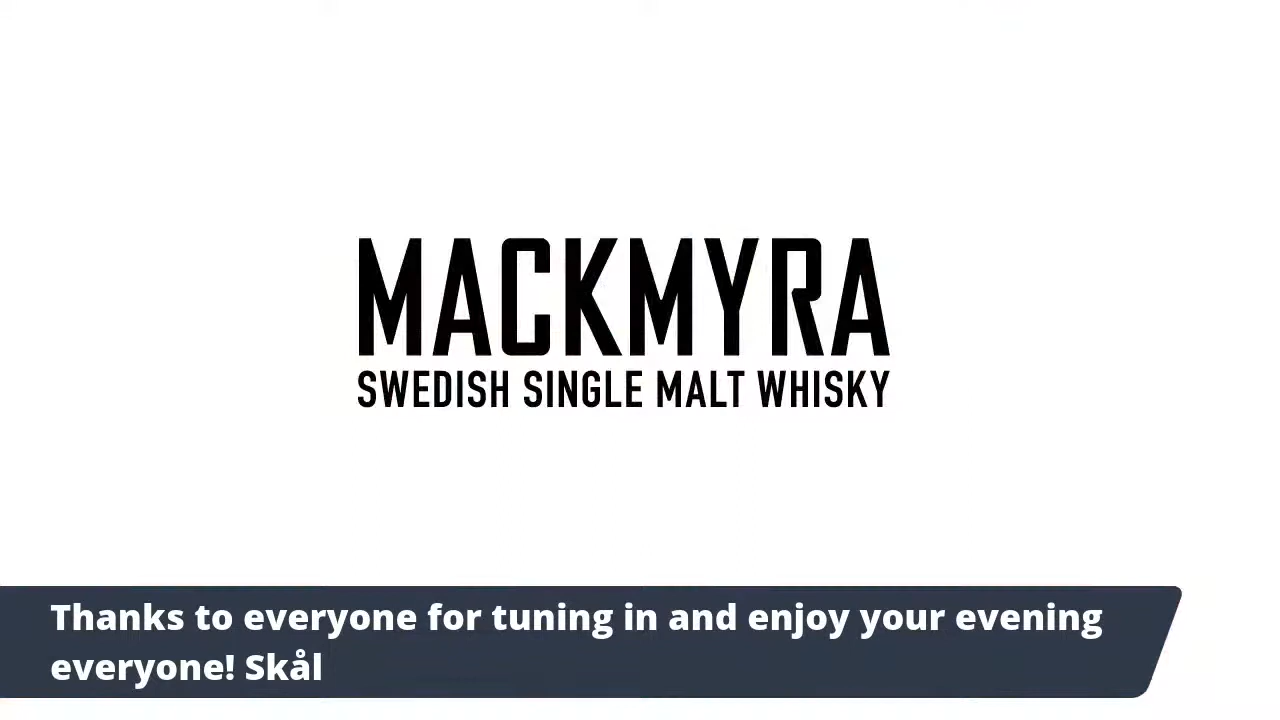 MACKMYRA
SWEDISH SINGLE MALT WHISKY
Thanks to everyone for tuning in and enjoy your evening
everyone! Skål